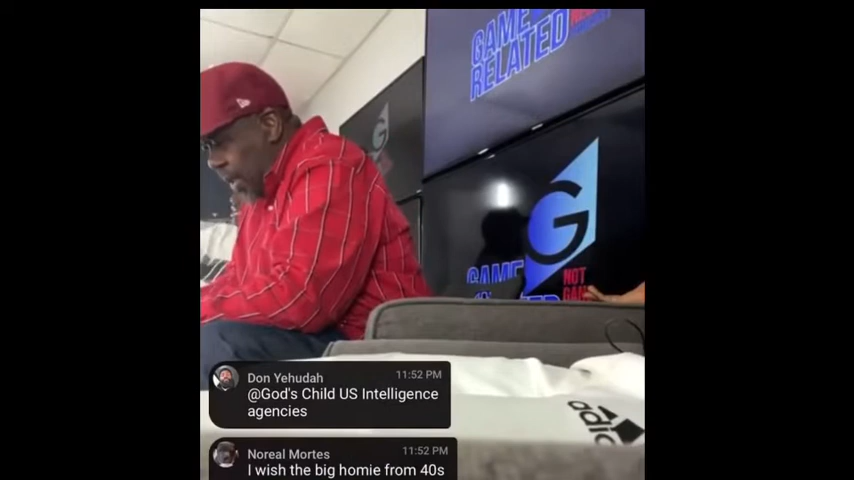 GAME
RELATED
G
GAME
NOT
adidas
Don Yehudah
11:52 PM
@God's Child US Intelligence
agencies
Noreal Mortes
11:52 PM
I wish the big homie from 40s